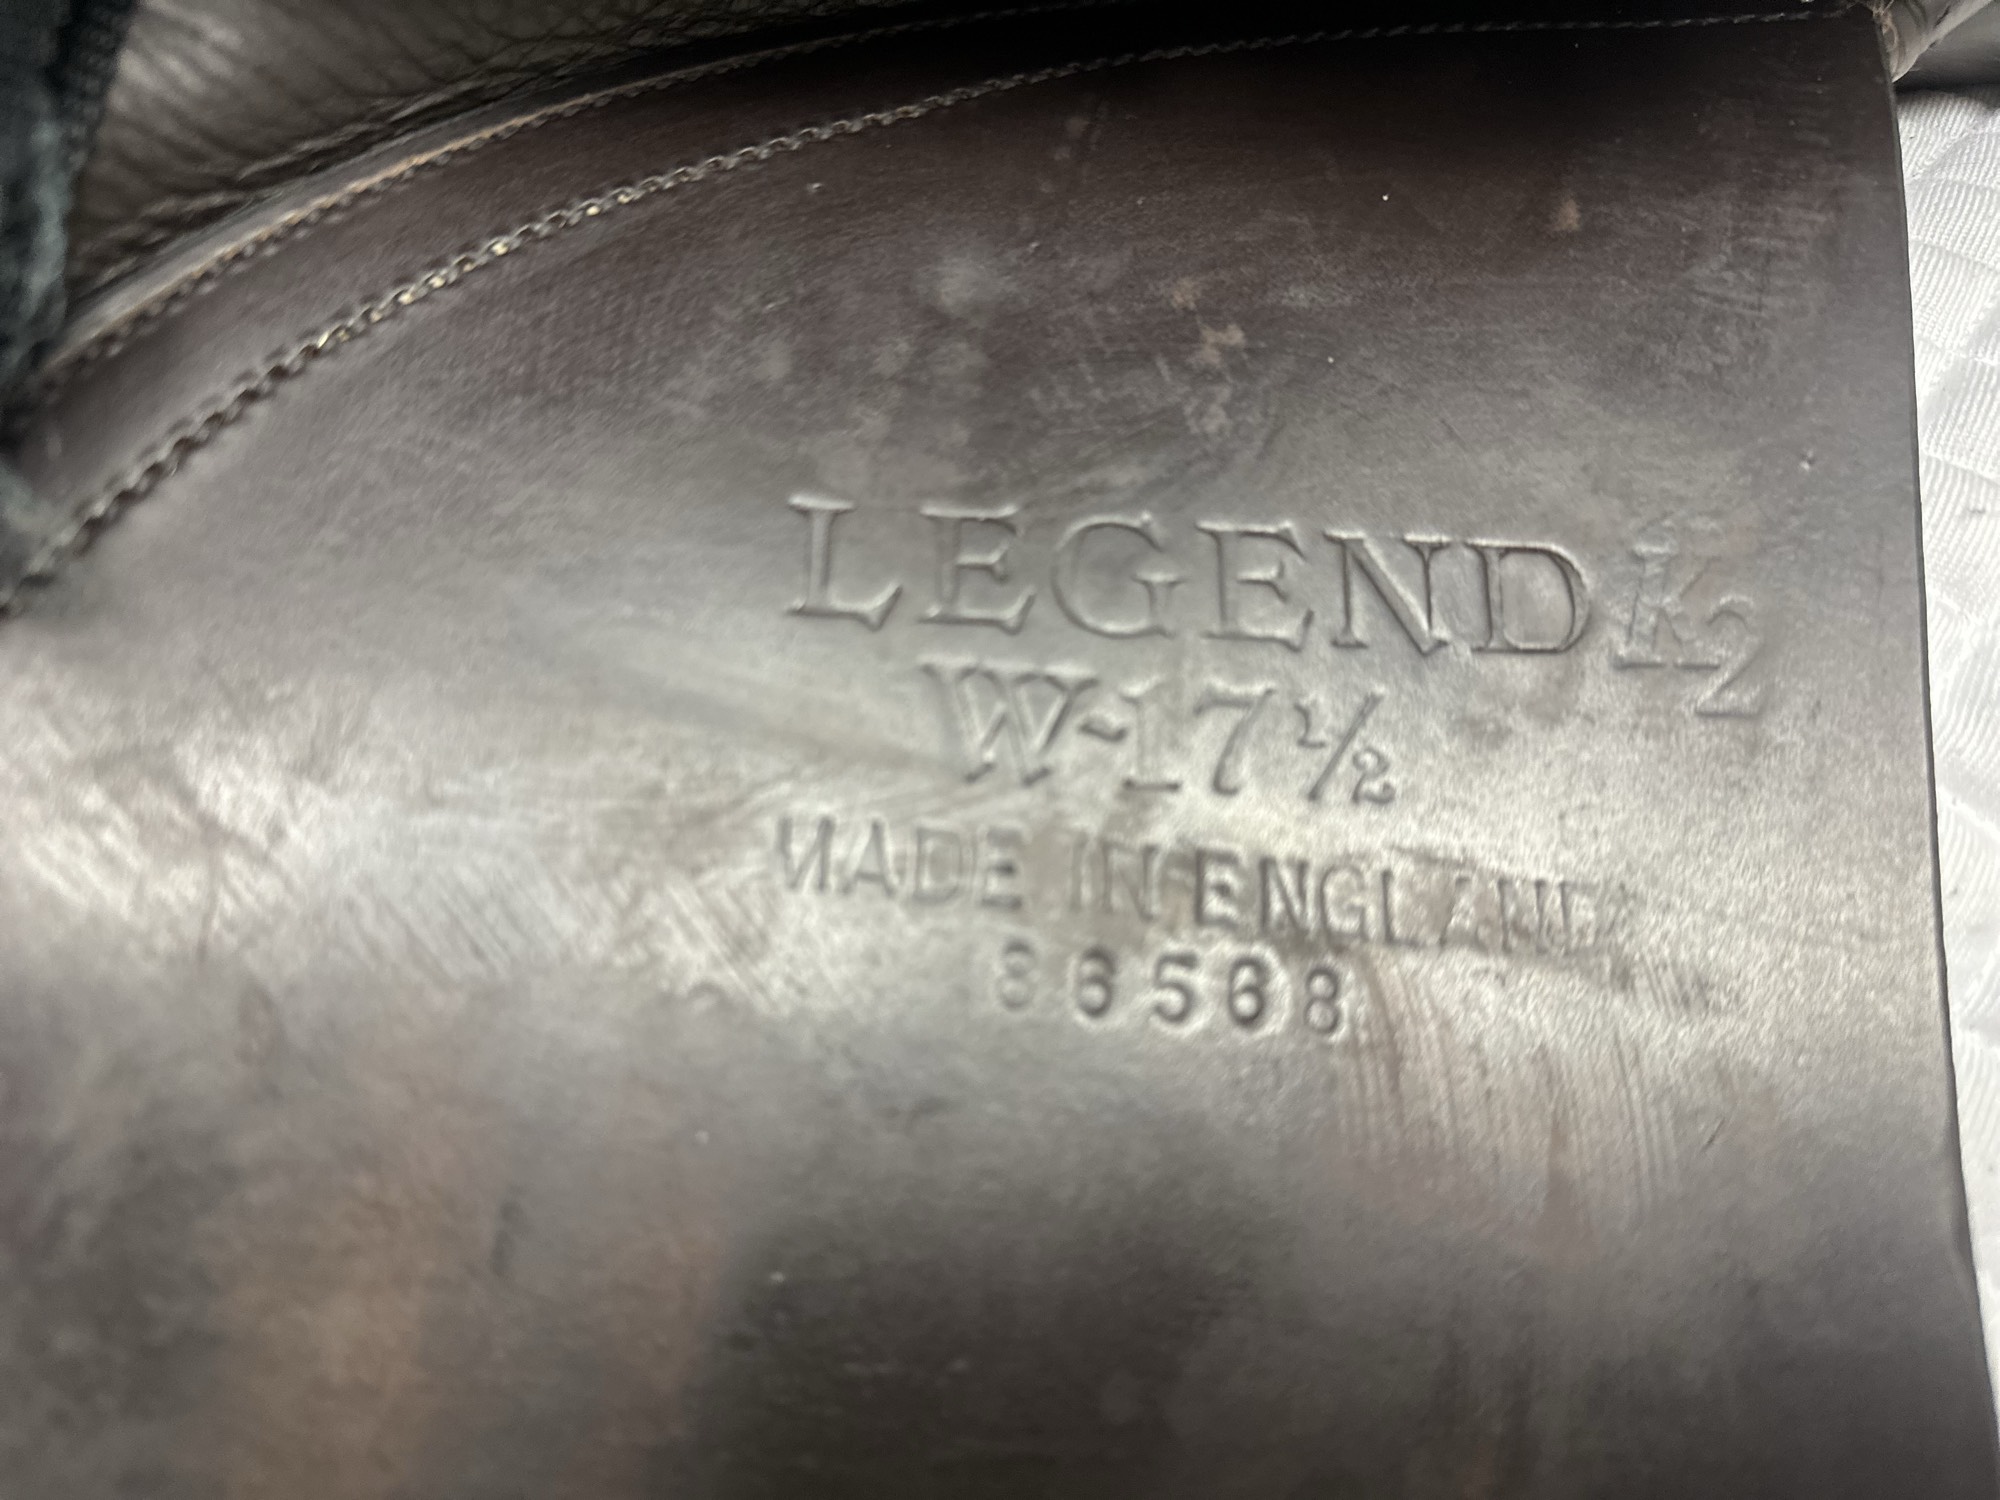 LEGEND K2
W-17½
MADE IN ENGLAND
86568